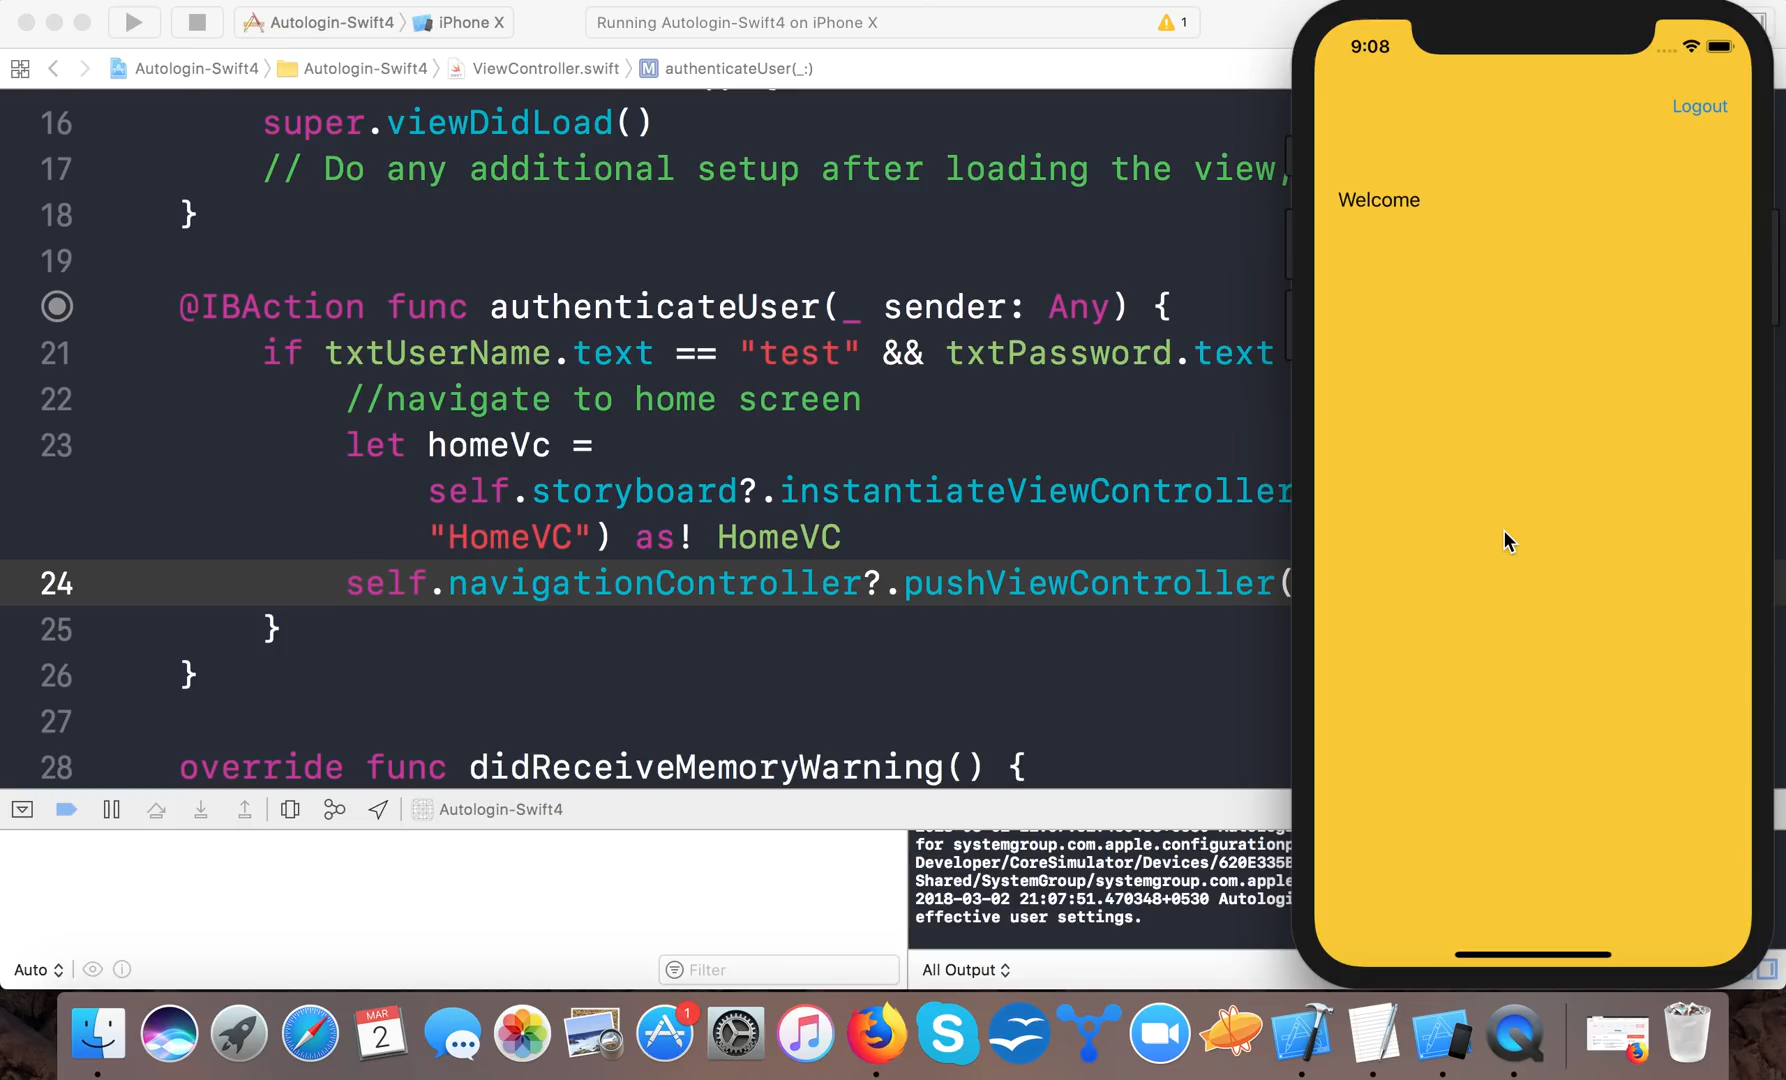 Autologin-Swift4 〉 iPhone X
Running Autologin-Swift4 on iPhone X
1
Autologin-Swift4 〉 Autologin-Swift4 〉 ViewController.swift 〉 M authenticateUser(_:)
16 super.viewDidLoad()
17 // Do any additional setup after loading the view,
18 }
19
@IBAction func authenticateUser(_ sender: Any) {
21 if txtUserName.text == "test" && txtPassword.text
22 //navigate to home screen
23 let homeVc =
self.storyboard?.instantiateViewController
"HomeVC") as! HomeVC
24 self.navigationController?.pushViewController(
25 }
26 }
27
28 override func didReceiveMemoryWarning() {
Autologin-Swift4
for systemgroup.com.apple.configurationp
Developer/CoreSimulator/Devices/620E335E
Shared/SystemGroup/systemgroup.com.apple
2018-03-02 21:07:51.470348+0530 Autologi
effective user settings.
Auto
Filter
All Output
9:08
Logout
Welcome
MAR
2
1